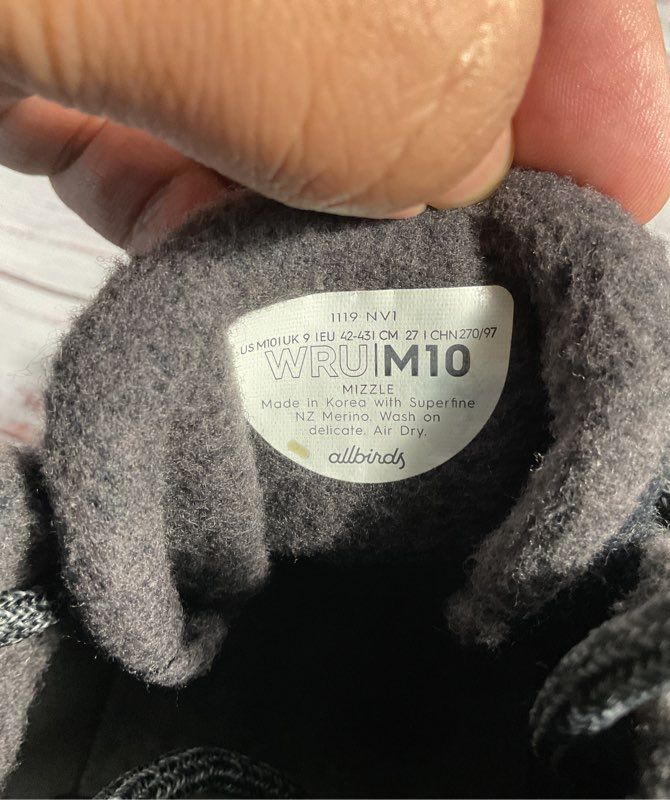 1119 NV1
US M10 | UK 9 | EU 42-43 | CM 27 | CHN 270/97
WRU|M10
MIZZLE
Made in Korea with Superfine
NZ Merino. Wash on
delicate. Air Dry.
allbirds